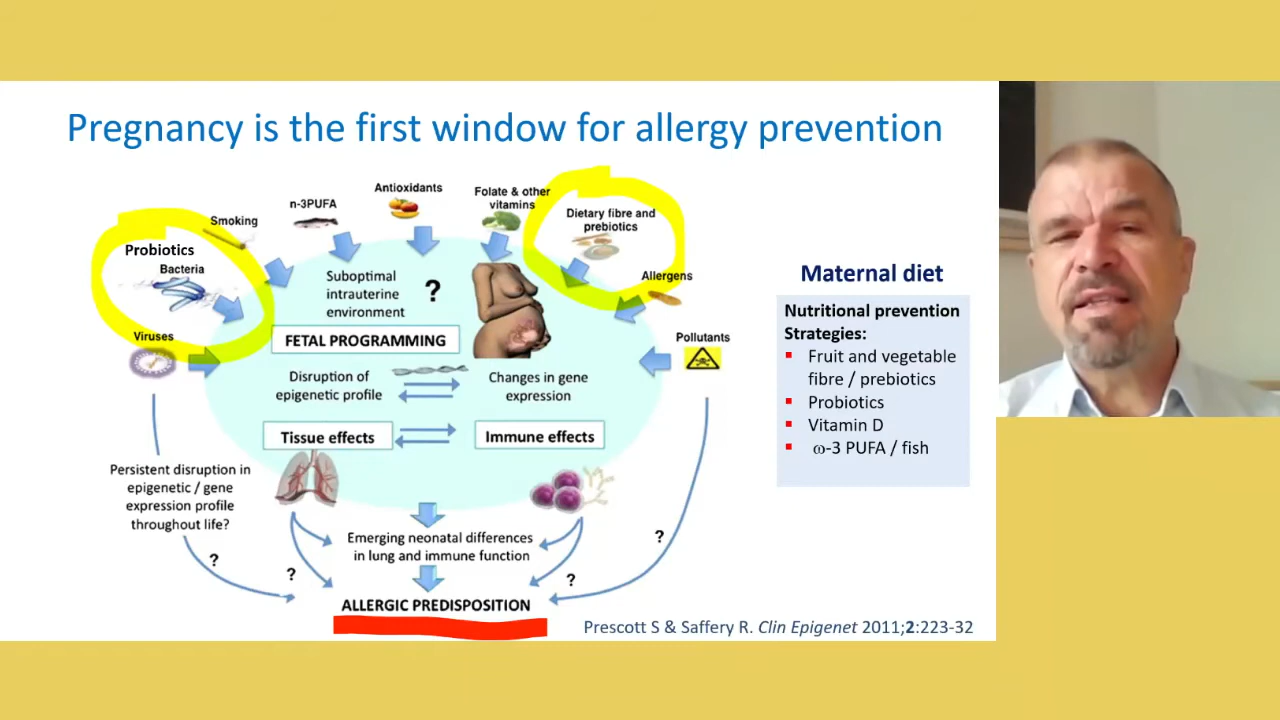 Pregnancy is the first window for allergy prevention
Antioxidants
n-3PUFA
Folate & other
vitamins
Smoking
Dietary fibre and
prebiotics
Probiotics
Bacteria
Allergens
Suboptimal
intrauterine
environment
?
Viruses
Pollutants
FETAL PROGRAMMING
Disruption of
epigenetic profile
Changes in gene
expression
Tissue effects
Immune effects
Persistent disruption in
epigenetic / gene
expression profile
throughout life?
Emerging neonatal differences
in lung and immune function
?
?
?
?
ALLERGIC PREDISPOSITION
Maternal diet
Nutritional prevention
Strategies:
Fruit and vegetable
fibre / prebiotics
Probiotics
Vitamin D
ω-3 PUFA / fish
Prescott S & Saffery R. Clin Epigenet 2011;2:223-32